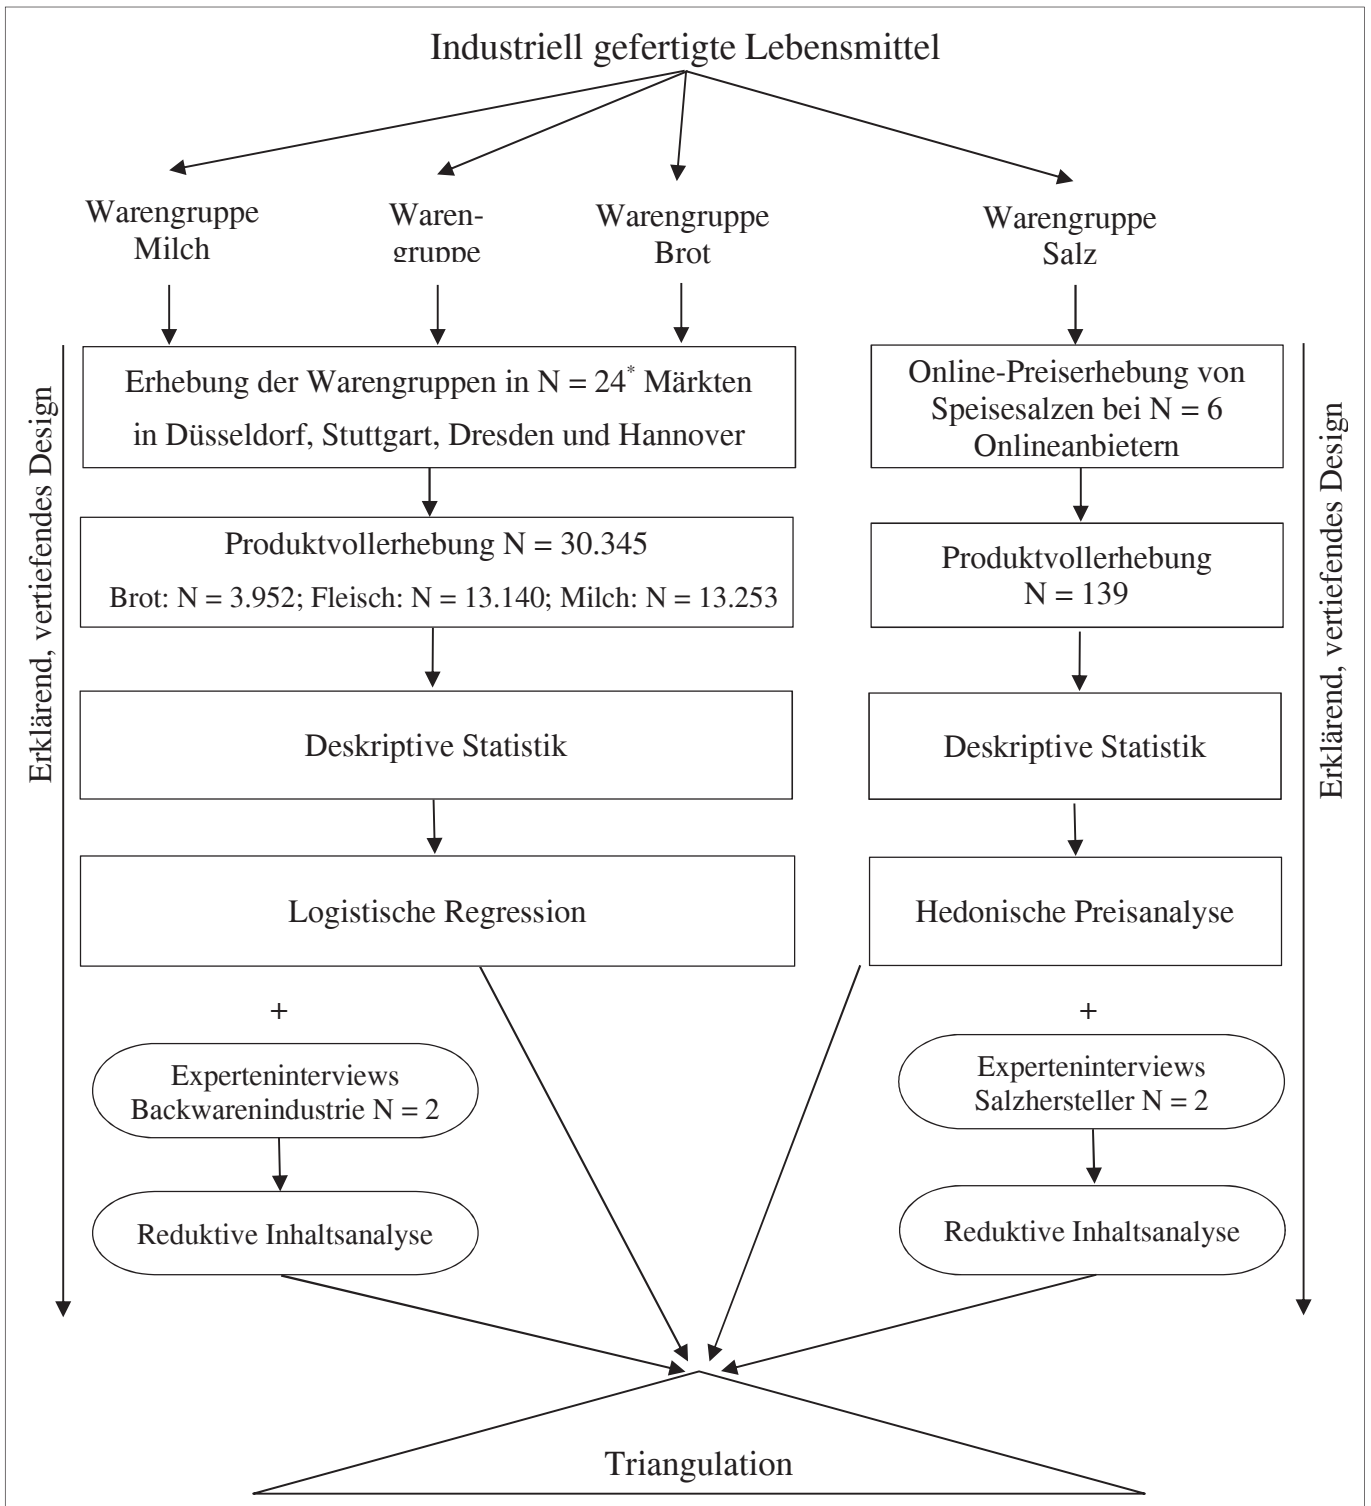 Industriell gefertigte Lebensmittel
Warengruppe
Milch
Waren-
gruppe
Warengruppe
Brot
Warengruppe
Salz
Erklärend, vertiefendes Design
Erhebung der Warengruppen in N = 24* Märkten
in Düsseldorf, Stuttgart, Dresden und Hannover
Online-Preiserhebung von
Speisesalzen bei N = 6
Onlineanbietern
Erklärend, vertiefendes Design
Produktvollerhebung N = 30.345
Brot: N = 3.952; Fleisch: N = 13.140; Milch: N = 13.253
Produktvollerhebung
N = 139
Deskriptive Statistik
Deskriptive Statistik
Logistische Regression
Hedonische Preisanalyse
+
+
Experteninterviews
Backwarenindustrie N = 2
Experteninterviews
Salzhersteller N = 2
Reduktive Inhaltsanalyse
Reduktive Inhaltsanalyse
Triangulation